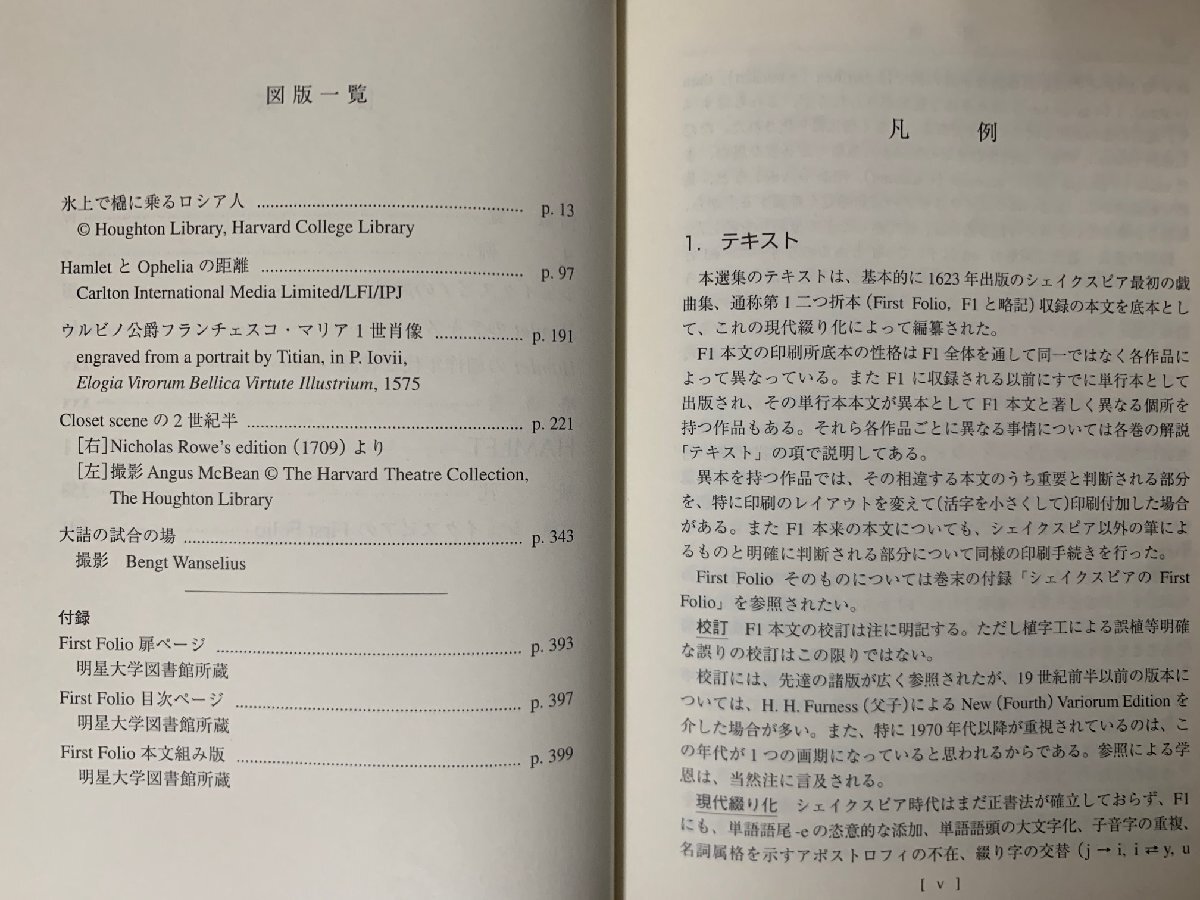 図版一覧
氷上で橇に乗るロシア人 p. 13
© Houghton Library, Harvard College Library
Hamlet と Ophelia の距離 p. 97
Carlton International Media Limited/LFI/IPJ
ウルビノ公爵フランチェスコ・マリア1世肖像 p. 191
engraved from a portrait by Titian, in P. Iovii,
Elogia Virorum Bellica Virtute Illustrium, 1575
Closet scene の2世紀半 p. 221
［右］Nicholas Rowe's edition (1709) より
［左］撮影 Angus McBean © The Harvard Theatre Collection,
The Houghton Library
大詰の試合の場 p. 343
撮影 Bengt Wanselius
付録
First Folio 扉ページ p. 393
明星大学図書館所蔵
First Folio 目次ページ p. 397
明星大学図書館所蔵
First Folio 本文組み版 p. 399
明星大学図書館所蔵
凡例
1. テキスト
本選集のテキストは、基本的に1623年出版のシェイクスピア最初の戯
曲集、通称第1二つ折本 (First Folio, F1 と略記) 収録の本文を底本とし
て、これの現代綴り化によって編纂された。
F1 本文の印刷所底本の性格は F1 全体を通して同一ではなく各作品に
よって異なっている。また F1 に収録される以前にすでに単行本として
出版され、その単行本本文が異本として F1 本文と著しく異なる個所を
持つ作品もある。それら各作品ごとに異なる事情については各巻の解説
「テキスト」の項で説明してある。
異本を持つ作品では、その相違する本文のうち重要と判断される部分
を、特に印刷のレイアウトを変えて(活字を小さくして)印刷付加した場合
がある。また F1 本来の本文についても、シェイクスピア以外の筆によ
るものと明確に判断される部分について同様の印刷手続きを行った。
First Folio そのものについては巻末の付録「シェイクスピアの First
Folio」を参照されたい。
校訂 F1 本文の校訂は注に明記する。ただし植字工による誤植等明確
な誤りの校訂はこの限りではない。
校訂には、先達の諸版が広く参照されたが、19世紀前半以前の版本に
ついては、H. H. Furness (父子) による New (Fourth) Variorum Edition を
介した場合が多い。また、特に1970年代以降が重視されているのは、こ
の年代が1つの画期になっていると思われるからである。参照による学
恩は、当然注に言及される。
現代綴り化 シェイクスピア時代はまだ正書法が確立しておらず、F1
にも、単語語尾 -e の恣意的な添加、単語語頭の大文字化、子音字の重複、
名詞属格を示すアポストロフィの不在、綴り字の交替 (j → i, i ⇌ y, u
[ v ]